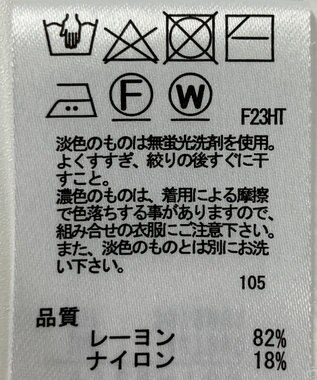 F W F23HT
淡色のものは無蛍光洗剤を使用。
よくすすぎ、絞りの後すぐに干
すこと。
濃色のものは、着用による摩擦
で色落ちする事がありますので、
組み合せの衣服にご注意下さい。
また、淡色のものとは別にお洗
い下さい。
105
品質
レーヨン 82%
ナイロン 18%